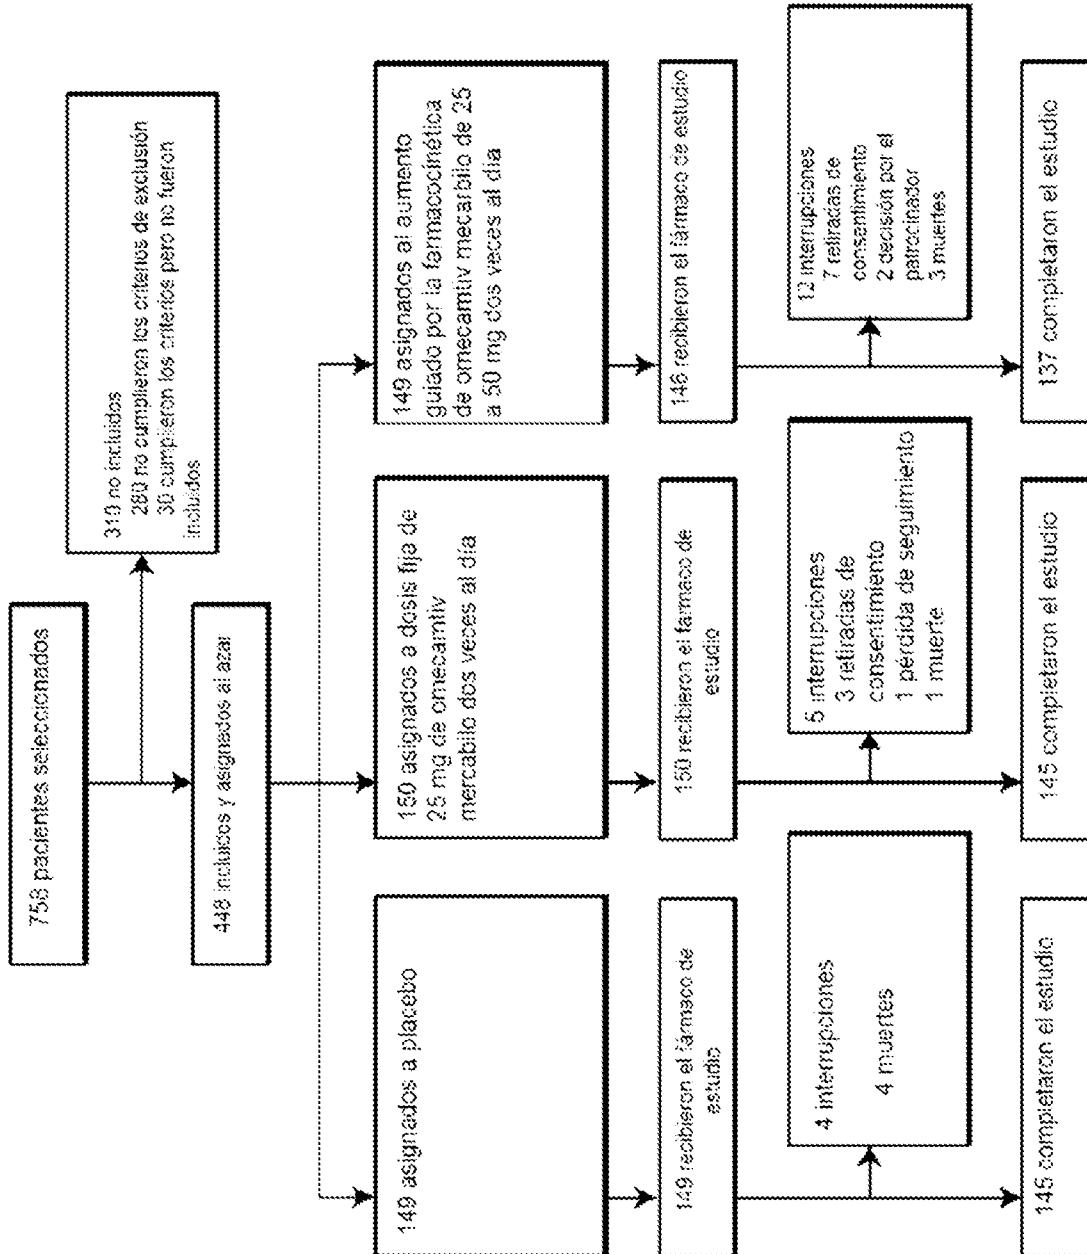 758 pacientes seleccionados
310 no incluidos
280 no cumplieron los criterios de exclusión
30 cumplieron los criterios pero no fueron
incluidos
448 incluidos y asignados al azar
149 asignados a placebo
150 asignados a dosis fija de
25 mg de omecamtiv
mercabilo dos veces al día
149 asignados al aumento
guiado por la farmacocinética
de omecamtiv mecarbilo de 25
a 50 mg dos veces al día
149 recibieron el fármaco de
estudio
150 recibieron el fármaco de
estudio
146 recibieron el fármaco de estudio
4 interrupciones
4 muertes
5 interrupciones
3 retiradas de
consentimiento
1 pérdida de seguimiento
1 muerte
12 interrupciones
7 retiradas de
consentimiento
2 decisión por el
patrocinador
3 muertes
145 completaron el estudio
145 completaron el estudio
137 completaron el estudio